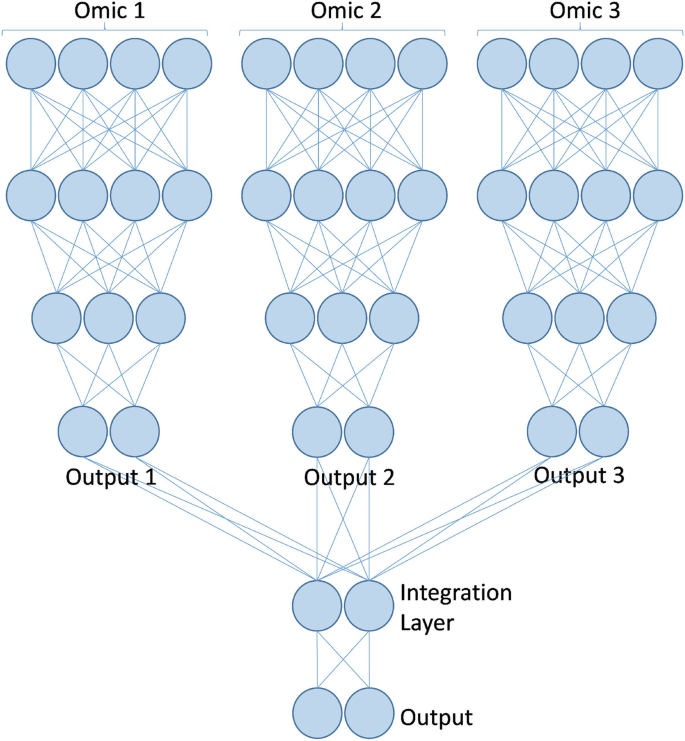 Omic 1
Omic 2
Omic 3
Output 1
Output 2
Output 3
Integration
Layer
Output